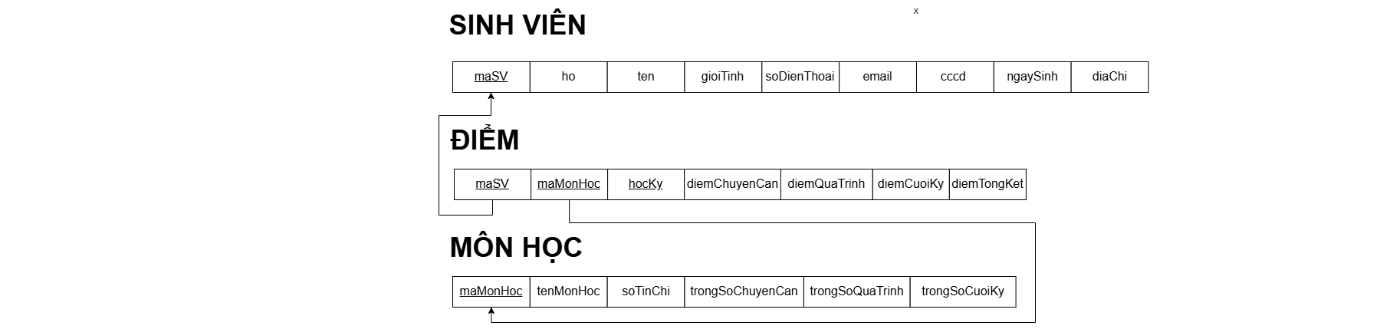 x
SINH VIÊN
maSV ho ten gioiTinh soDienThoai email cccd ngaySinh diaChi
ĐIỂM
maSV maMonHoc hocKy diemChuyenCan diemQuaTrinh diemCuoiKy diemTongKet
MÔN HỌC
maMonHoc tenMonHoc soTinChi trongSoChuyenCan trongSoQuaTrinh trongSoCuoiKy